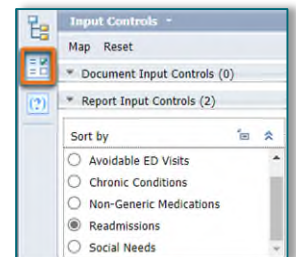 Input Controls
Map Reset
Document Input Controls (0)
Report Input Controls (2)
(?)
Sort by
Avoidable ED Visits
Chronic Conditions
Non-Generic Medications
Readmissions
Social Needs